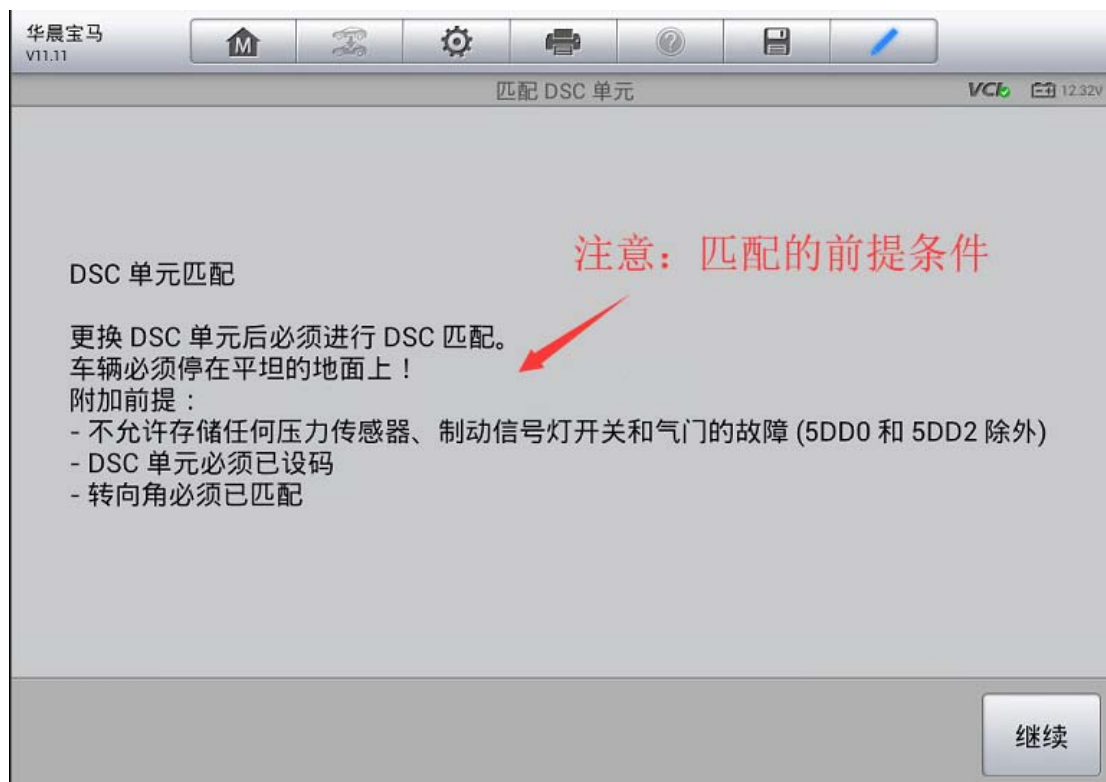 华晨宝马
V11.11
M
匹配 DSC 单元
VCI
12.32V
注意：匹配的前提条件
DSC 单元匹配
更换 DSC 单元后必须进行 DSC 匹配。
车辆必须停在平坦的地面上！
附加前提：
- 不允许存储任何压力传感器、制动信号灯开关和气门的故障 (5DD0 和 5DD2 除外)
- DSC 单元必须已设码
- 转向角必须已匹配
继续